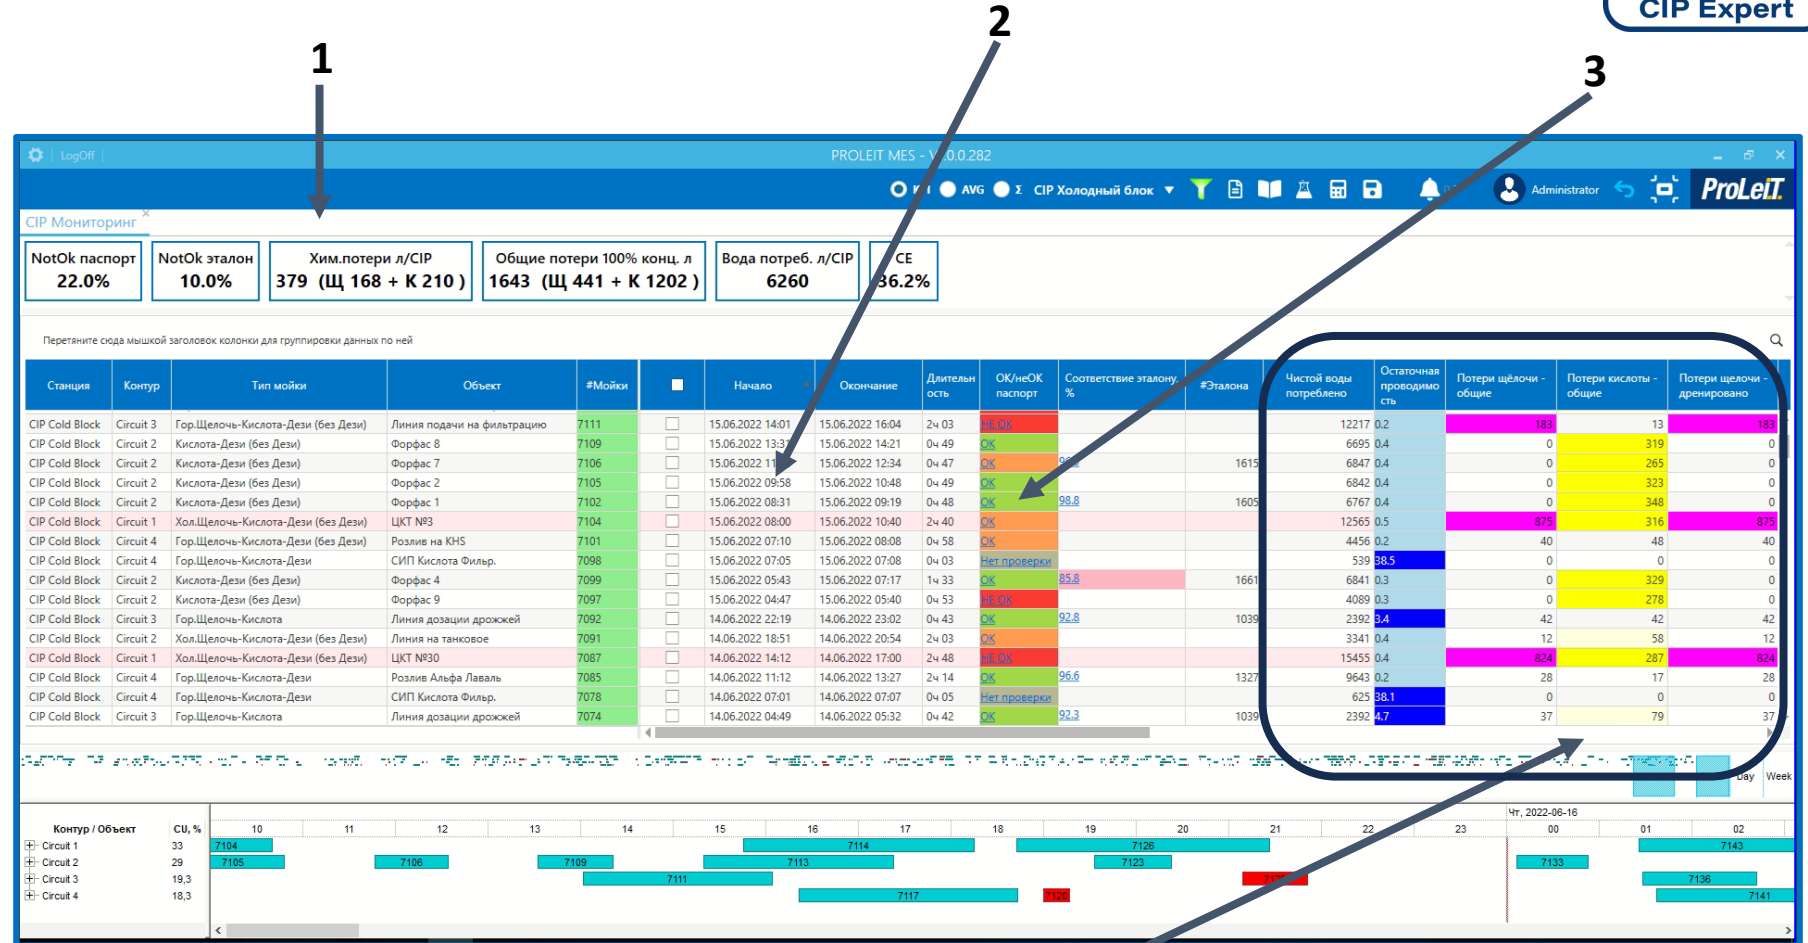 CIP Expert
1
2
3
LogOff
PROLEIT MES - V .0.0.282
AVG Σ CIP Холодный блок Administrator ProLeiT
CIP Мониторинг
NotOk паспорт NotOk эталон Хим.потери л/CIP Общие потери 100% конц. л Вода потреб. л/CIP CE
22.0% 10.0% 379 (Щ 168 + К 210 ) 1643 (Щ 441 + К 1202 ) 6260 36.2%
Перетяните сюда мышкой заголовок колонки для группировки данных по ней
Станция Контур Тип мойки Объект #Мойки Начало Окончание Длительность ОК/неОК паспорт Соответствие эталону, % #Эталона Чистой воды потреблено Остаточная проводимость Потери щёлочи - общие Потери кислоты - общие Потери щелочи - дренировано
CIP Cold Block Circuit 3 Гор.Щелочь-Кислота-Дези (без Дези) Линия подачи на фильтрацию 7111 15.06.2022 14:01 15.06.2022 16:04 2ч 03 НЕ ОК 12217 0.2 183 13 183
CIP Cold Block Circuit 2 Кислота-Дези (без Дези) Форфас 8 7109 15.06.2022 13:31 15.06.2022 14:21 0ч 49 ОК 6695 0.4 0 319 0
CIP Cold Block Circuit 2 Кислота-Дези (без Дези) Форфас 7 7106 15.06.2022 11 15.06.2022 12:34 0ч 47 ОК 1615 6847 0.4 0 265 0
CIP Cold Block Circuit 2 Кислота-Дези (без Дези) Форфас 2 7105 15.06.2022 09:58 15.06.2022 10:48 0ч 49 ОК 6842 0.4 0 323 0
CIP Cold Block Circuit 2 Кислота-Дези (без Дези) Форфас 1 7102 15.06.2022 08:31 15.06.2022 09:19 0ч 48 ОК 98.8 1605 6767 0.4 0 348 0
CIP Cold Block Circuit 1 Хол.Щелочь-Кислота-Дези (без Дези) ЦКТ №3 7104 15.06.2022 08:00 15.06.2022 10:40 2ч 40 ОК 12565 0.5 875 316 875
CIP Cold Block Circuit 4 Гор.Щелочь-Кислота-Дези (без Дези) Розлив на KHS 7101 15.06.2022 07:10 15.06.2022 08:08 0ч 58 ОК 4456 0.2 40 48 40
CIP Cold Block Circuit 4 Гор.Щелочь-Кислота-Дези СИП Кислота Фильр. 7098 15.06.2022 07:05 15.06.2022 07:08 0ч 03 Нет проверки 539 38.5 0 0 0
CIP Cold Block Circuit 2 Кислота-Дези (без Дези) Форфас 4 7099 15.06.2022 05:43 15.06.2022 07:17 1ч 33 ОК 85.8 1661 6841 0.3 0 329 0
CIP Cold Block Circuit 2 Кислота-Дези (без Дези) Форфас 9 7097 15.06.2022 04:47 15.06.2022 05:40 0ч 53 НЕ ОК 4089 0.3 0 278 0
CIP Cold Block Circuit 3 Гор.Щелочь-Кислота Линия дозации дрожжей 7092 14.06.2022 22:19 14.06.2022 23:02 0ч 43 ОК 92.8 1039 2392 3.4 42 42 42
CIP Cold Block Circuit 2 Хол.Щелочь-Кислота-Дези (без Дези) Линия на танковое 7091 14.06.2022 18:51 14.06.2022 20:54 2ч 03 ОК 3341 0.4 12 58 12
CIP Cold Block Circuit 1 Хол.Щелочь-Кислота-Дези (без Дези) ЦКТ №30 7087 14.06.2022 14:12 14.06.2022 17:00 2ч 48 НЕ ОК 15455 0.4 824 287 824
CIP Cold Block Circuit 4 Гор.Щелочь-Кислота-Дези Розлив Альфа Лаваль 7085 14.06.2022 11:12 14.06.2022 13:27 2ч 14 ОК 96.6 1327 9643 0.2 28 17 28
CIP Cold Block Circuit 4 Гор.Щелочь-Кислота-Дези СИП Кислота Фильр. 7078 14.06.2022 07:01 14.06.2022 07:07 0ч 05 Нет проверки 625 38.1 0 0 0
CIP Cold Block Circuit 3 Гор.Щелочь-Кислота Линия дозации дрожжей 7074 14.06.2022 04:49 14.06.2022 05:32 0ч 42 ОК 92.3 1039 2392 4.7 37 79 37
Day Week
Чт, 2022-06-16
Контур / Объект CU, % 10 11 12 13 14 15 16 17 18 19 20 21 22 23 00 01 02
Circuit 1 33 7104 7114 7126 7143
Circuit 2 29 7105 7106 7109 7113 7123 7133
Circuit 3 19,3 7111 7136
Circuit 4 18,3 7117 7120 7141